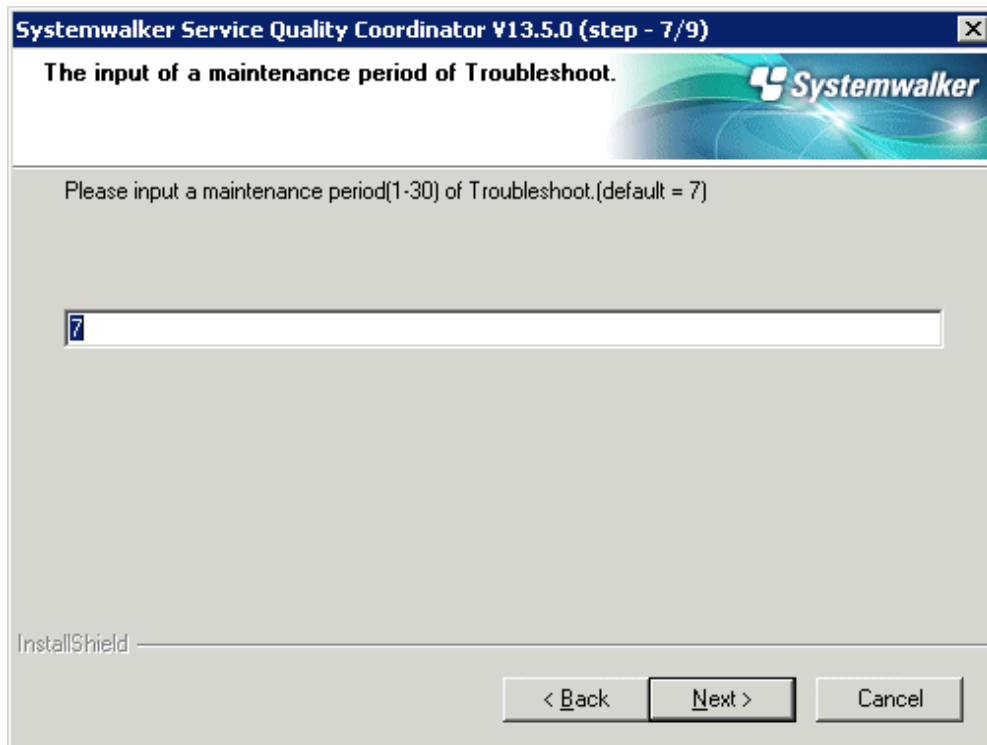 Systemwalker Service Quality Coordinator V13.5.0 (step - 7/9)
The input of a maintenance period of Troubleshoot.
Systemwalker
Please input a maintenance period(1-30) of Troubleshoot.(default = 7)
7
InstallShield
< Back Next > Cancel